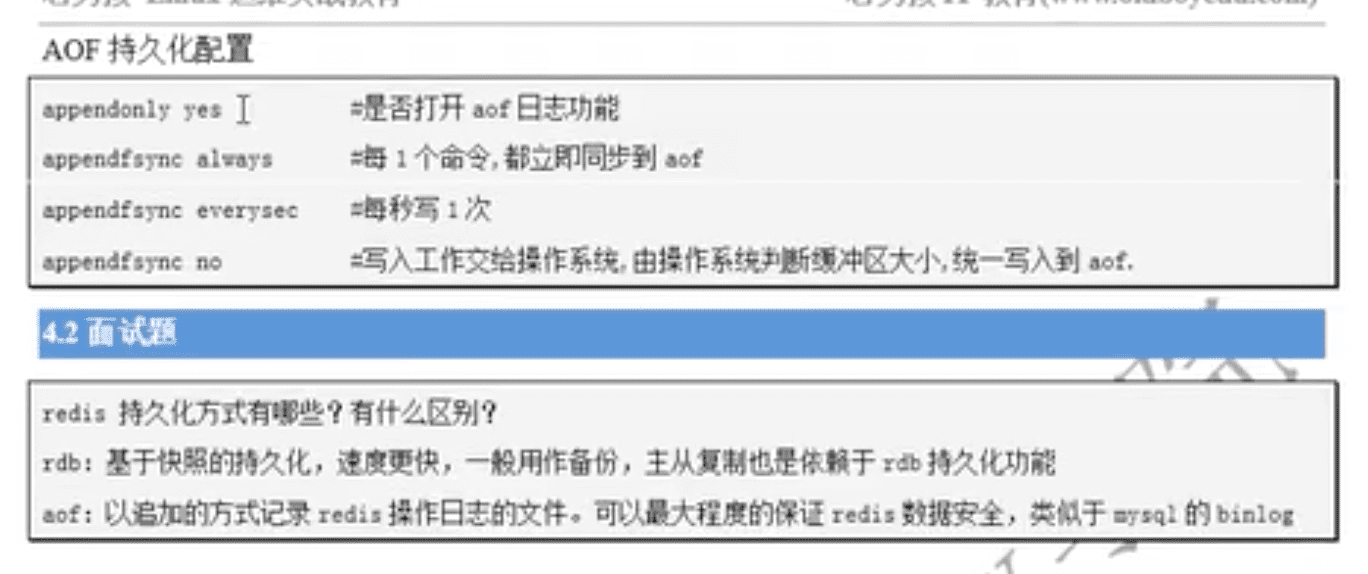 AOF 持久化配置
appendonly yes #是否打开 aof 日志功能
appendfsync always #每 1 个命令,都立即同步到 aof
appendfsync everysec #每秒写 1 次
appendfsync no #写入工作交给操作系统,由操作系统判断缓冲区大小,统一写入到 aof.
4.2 面试题
redis 持久化方式有哪些？有什么区别？
rdb：基于快照的持久化，速度更快，一般用作备份，主从复制也是依赖于 rdb 持久化功能
aof：以追加的方式记录 redis 操作日志的文件。可以最大程度的保证 redis 数据安全，类似于 mysql 的 binlog